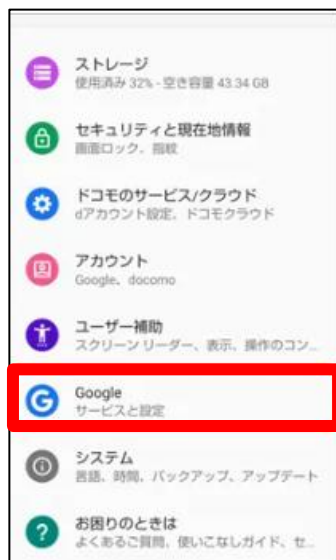 ストレージ
使用済み 32% - 空き容量 43.34 GB
セキュリティと現在地情報
画面ロック、指紋
ドコモのサービス/クラウド
dアカウント設定、ドコモクラウド
アカウント
Google、docomo
ユーザー補助
スクリーン リーダー、表示、操作のコン...
Google
サービスと設定
システム
言語、時間、バックアップ、アップデート
お困りのときは
よくあるご質問、使いこなしガイド、セ...